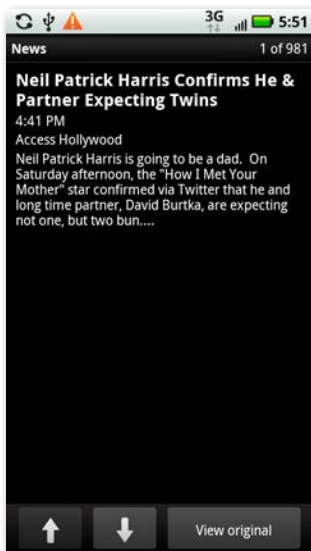 3G 5:51
News 1 of 981
Neil Patrick Harris Confirms He &
Partner Expecting Twins
4:41 PM
Access Hollywood
Neil Patrick Harris is going to be a dad.  On
Saturday afternoon, the "How I Met Your
Mother" star confirmed via Twitter that he and
long time partner, David Burtka, are expecting
not one, but two bun....
View original